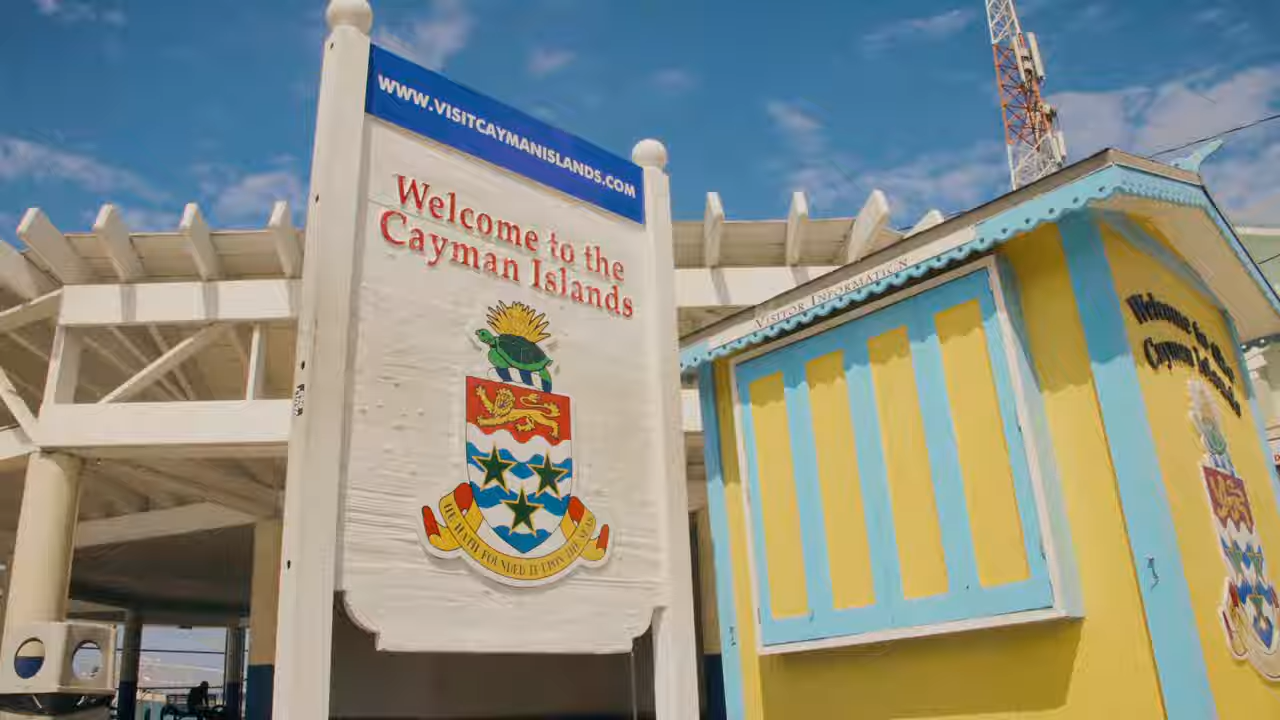 WWW.VISITCAYMANISLANDS.COM
Welcome to the
Cayman Islands
HE HATH FOUNDED IT UPON THE SEAS
VISITOR INFORMATION
Welcome to the
Cayman Islands